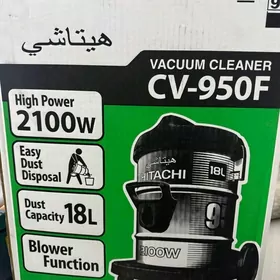 هيتاشي
VACUUM CLEANER
CV-950F
High Power
2100W
Easy
Dust
Disposal
Dust
Capacity 18L
Blower
Function
هيتاشي
HITACHI
18L
2100W